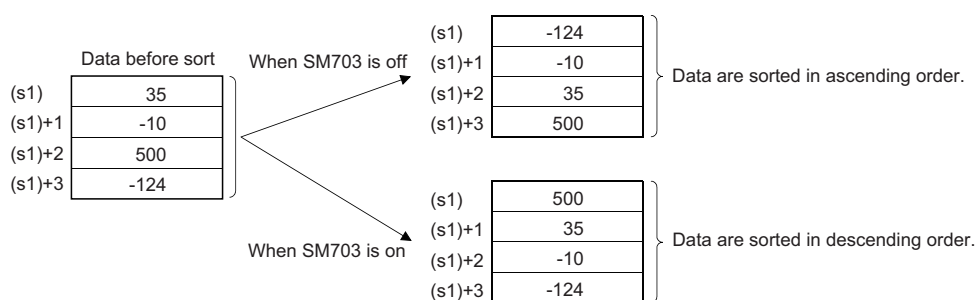 Data before sort
(s1) 35
(s1)+1 -10
(s1)+2 500
(s1)+3 -124
When SM703 is off
(s1) -124
(s1)+1 -10
(s1)+2 35
(s1)+3 500
Data are sorted in ascending order.
When SM703 is on
(s1) 500
(s1)+1 35
(s1)+2 -10
(s1)+3 -124
Data are sorted in descending order.